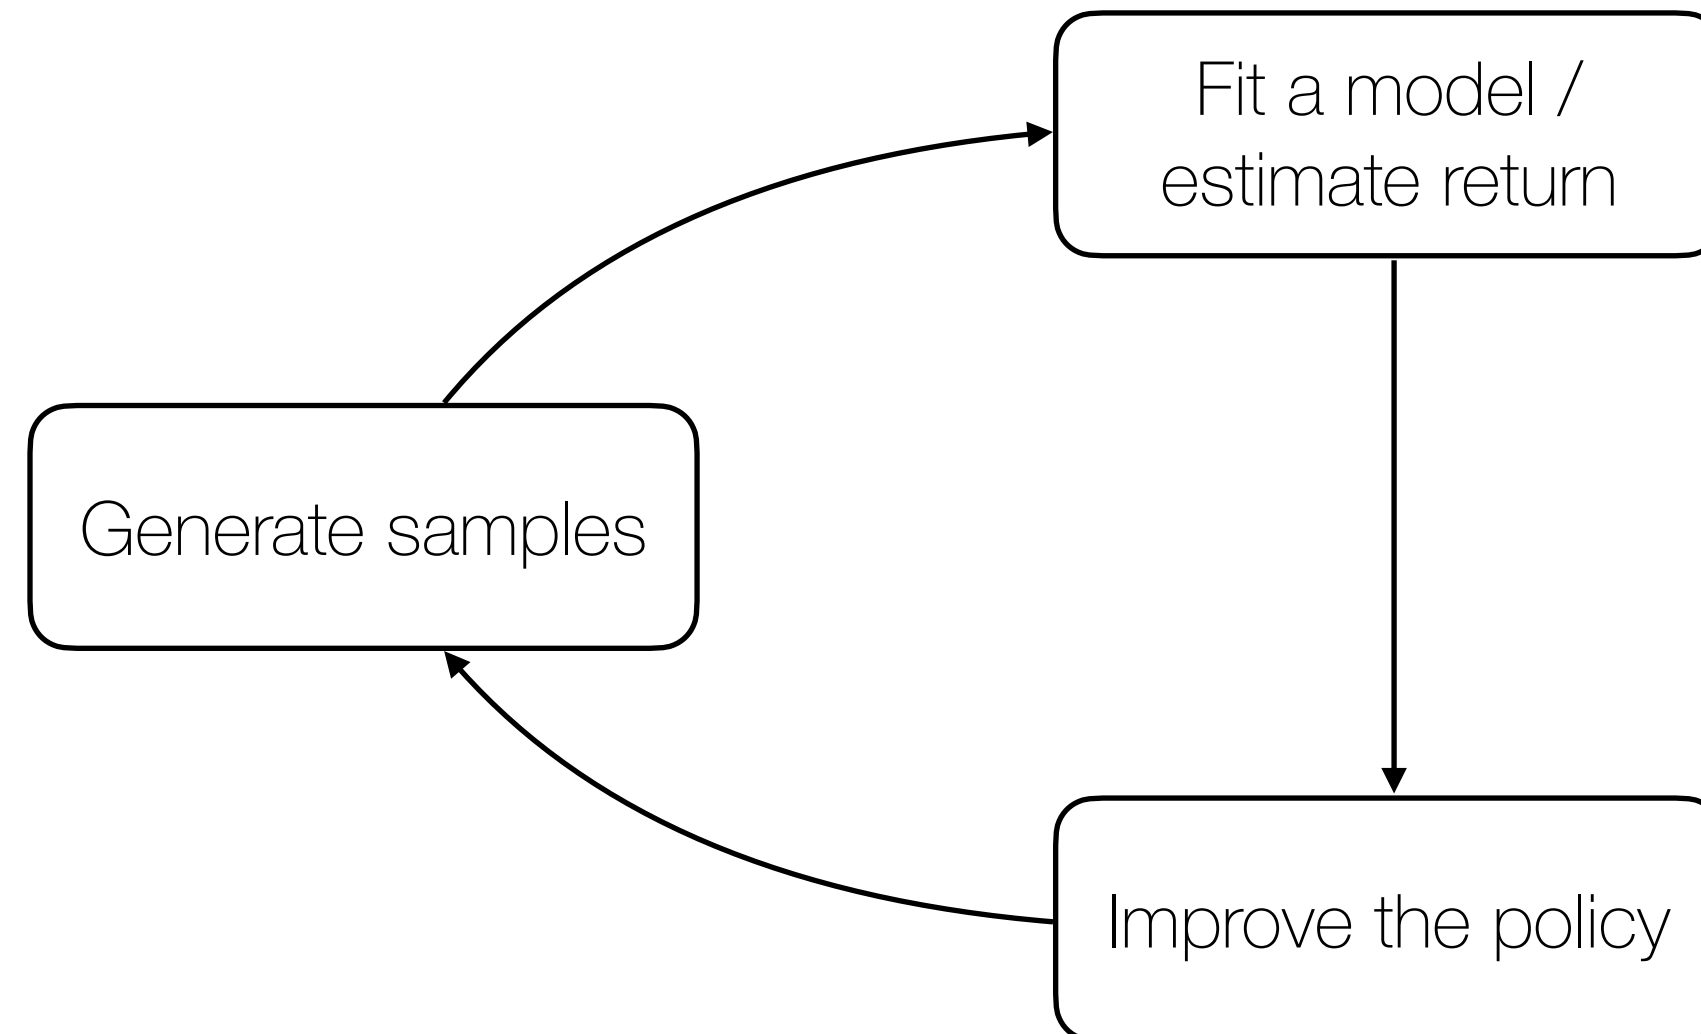 Fit a model /
estimate return
Generate samples
Improve the policy